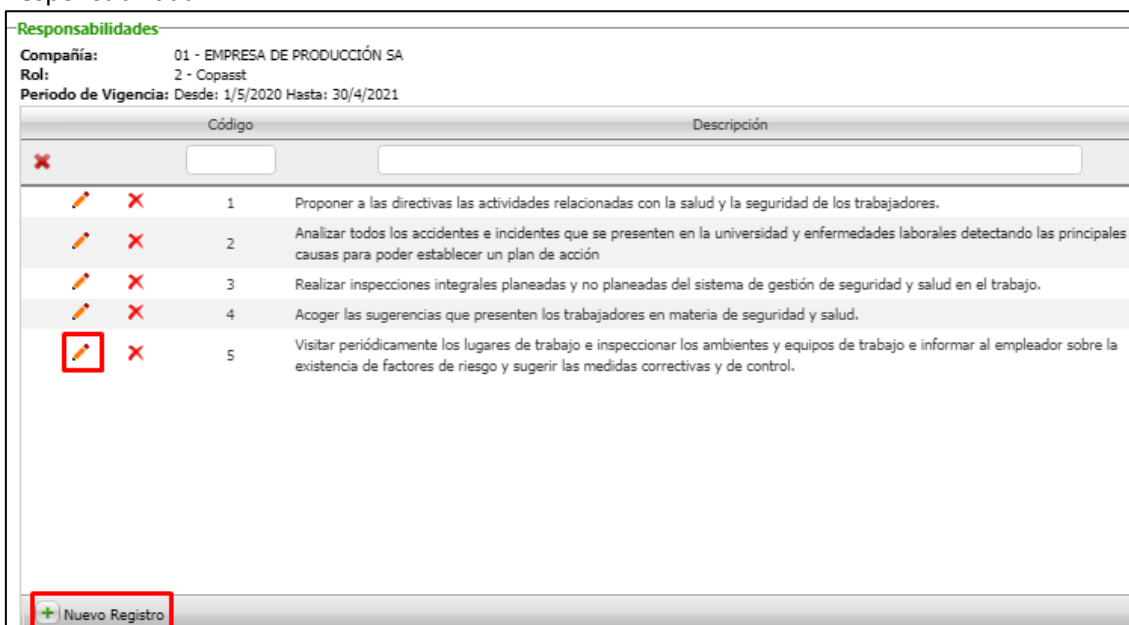 Responsabilidades
Compañía: 01 - EMPRESA DE PRODUCCIÓN SA
Rol: 2 - Copasst
Periodo de Vigencia: Desde: 1/5/2020 Hasta: 30/4/2021
Código Descripción
1 Proponer a las directivas las actividades relacionadas con la salud y la seguridad de los trabajadores.
2 Analizar todos los accidentes e incidentes que se presenten en la universidad y enfermedades laborales detectando las principales
causas para poder establecer un plan de acción
3 Realizar inspecciones integrales planeadas y no planeadas del sistema de gestión de seguridad y salud en el trabajo.
4 Acoger las sugerencias que presenten los trabajadores en materia de seguridad y salud.
5 Visitar periódicamente los lugares de trabajo e inspeccionar los ambientes y equipos de trabajo e informar al empleador sobre la
existencia de factores de riesgo y sugerir las medidas correctivas y de control.
Nuevo Registro